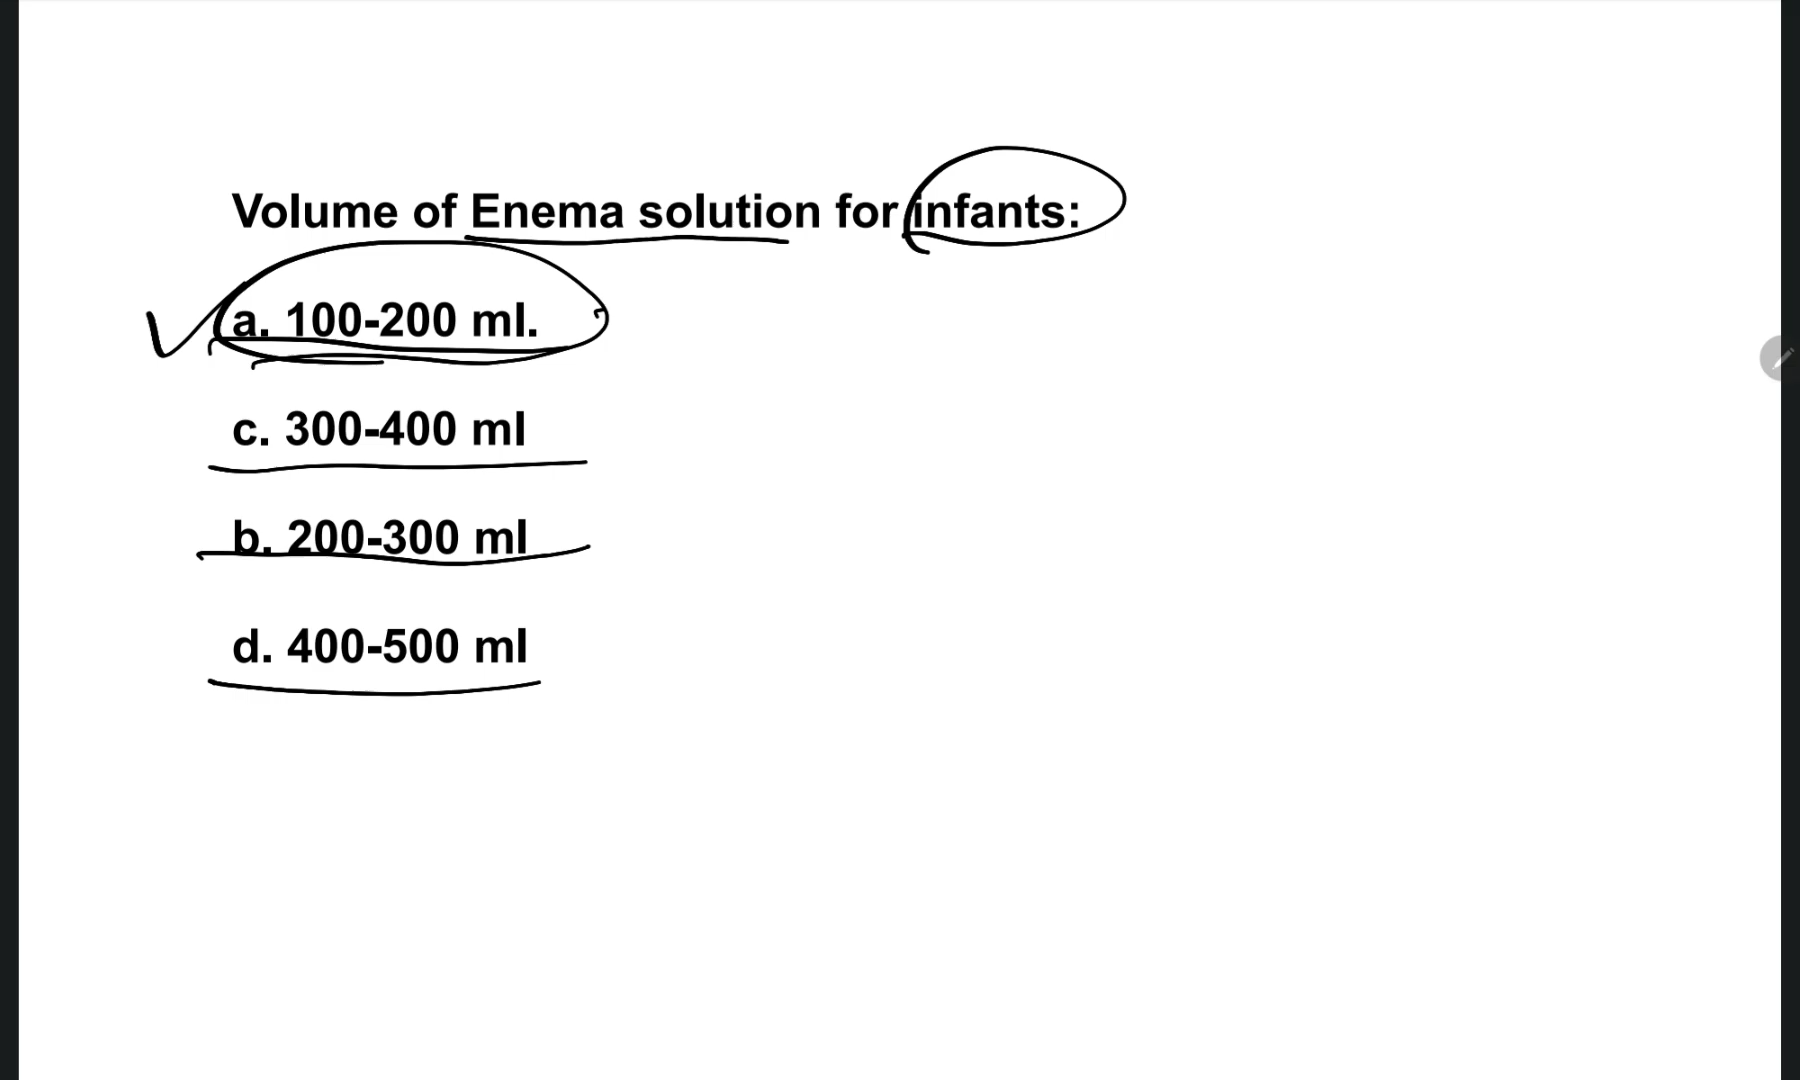 Volume of Enema solution for infants:
a. 100-200 ml.
c. 300-400 ml
b. 200-300 ml
d. 400-500 ml